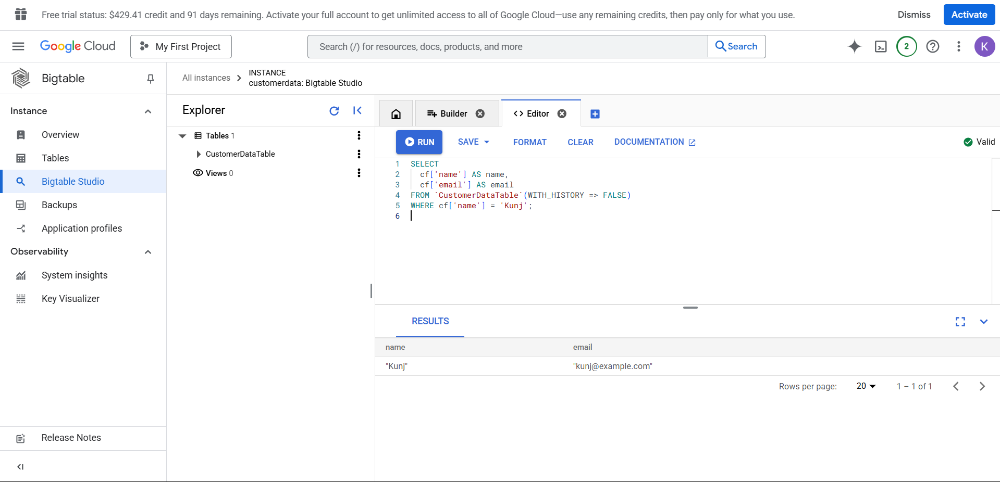 Free trial status: $429.41 credit and 91 days remaining. Activate your full account to get unlimited access to all of Google Cloud—use any remaining credits, then pay only for what you use.
Dismiss
Activate
Google Cloud
My First Project
Search (/) for resources, docs, products, and more
Search
2
K
Bigtable
All instances
INSTANCE
customerdata: Bigtable Studio
Instance
Overview
Tables
Bigtable Studio
Backups
Application profiles
Observability
System insights
Key Visualizer
Release Notes
Explorer
Tables 1
CustomerDataTable
Views 0
Builder
Editor
RUN
SAVE
FORMAT
CLEAR
DOCUMENTATION
Valid
1 SELECT
2 cf['name'] AS name,
3 cf['email'] AS email
4 FROM `CustomerDataTable`(WITH_HISTORY => FALSE)
5 WHERE cf['name'] = 'Kunj';
6
RESULTS
name email
"Kunj" "kunj@example.com"
Rows per page: 20 1 – 1 of 1